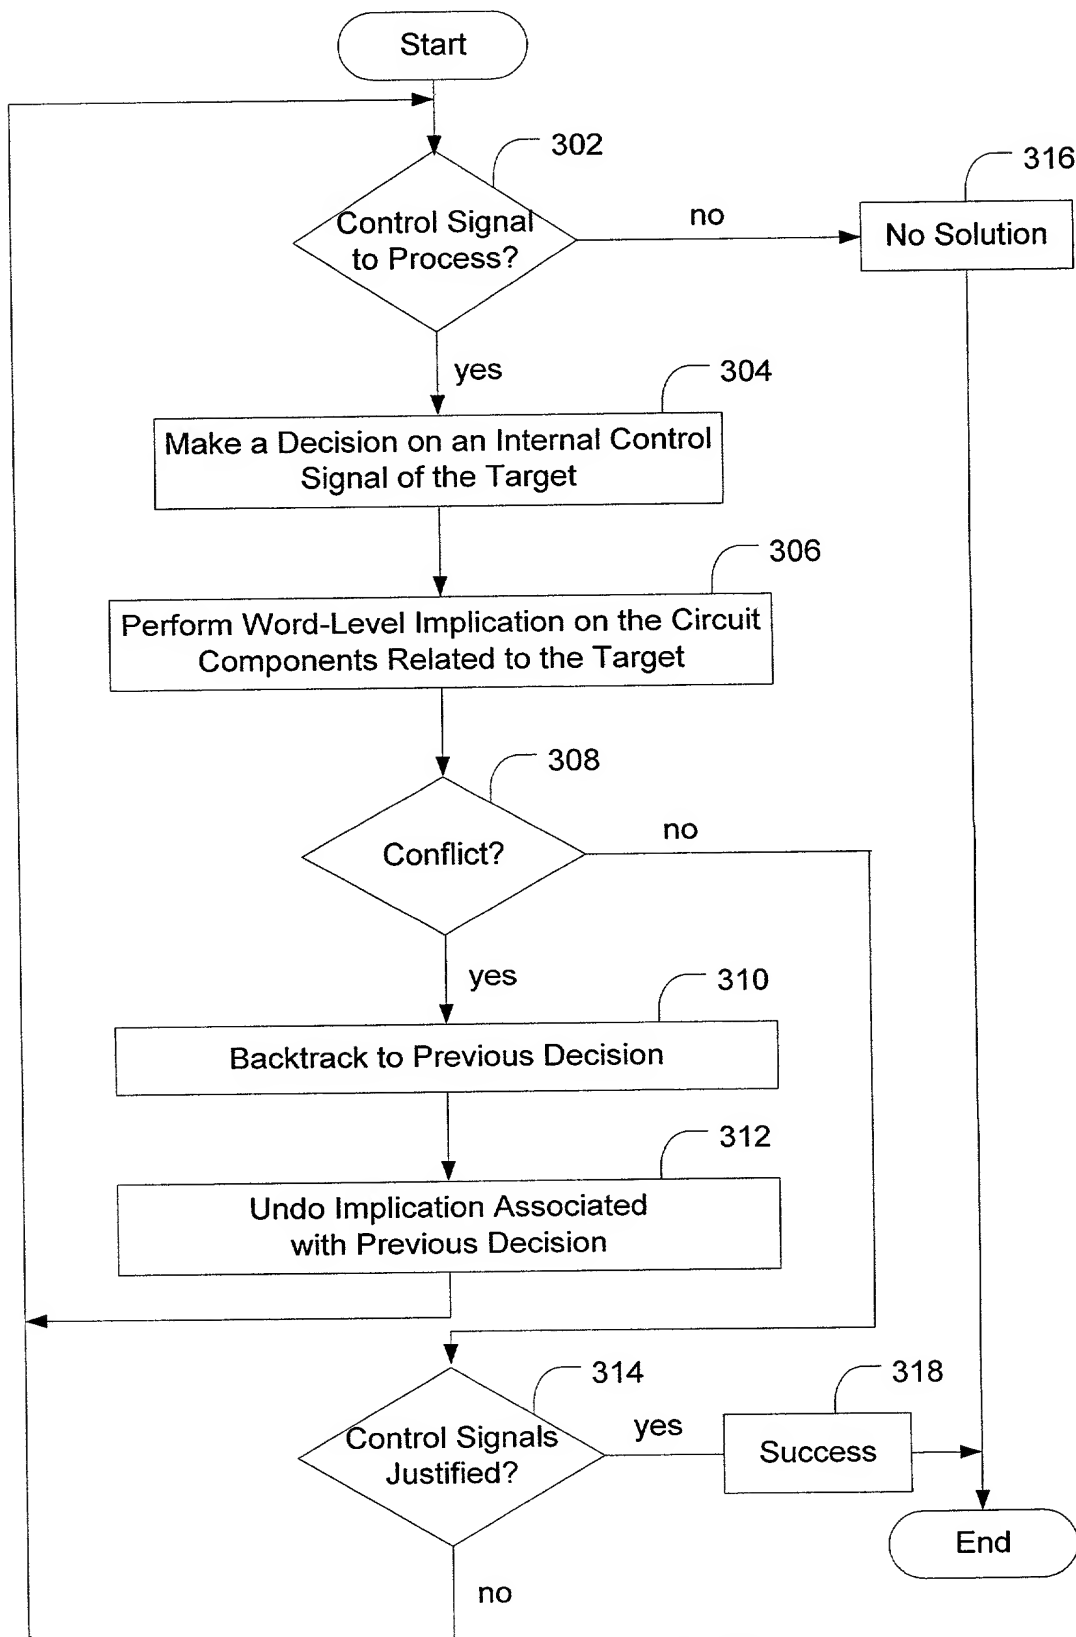 Start
302
316
Control Signal
to Process?
no
No Solution
yes
304
Make a Decision on an Internal Control
Signal of the Target
306
Perform Word-Level Implication on the Circuit
Components Related to the Target
308
no
Conflict?
yes
310
Backtrack to Previous Decision
312
Undo Implication Associated
with Previous Decision
314
318
Control Signals
Justified?
yes
Success
End
no